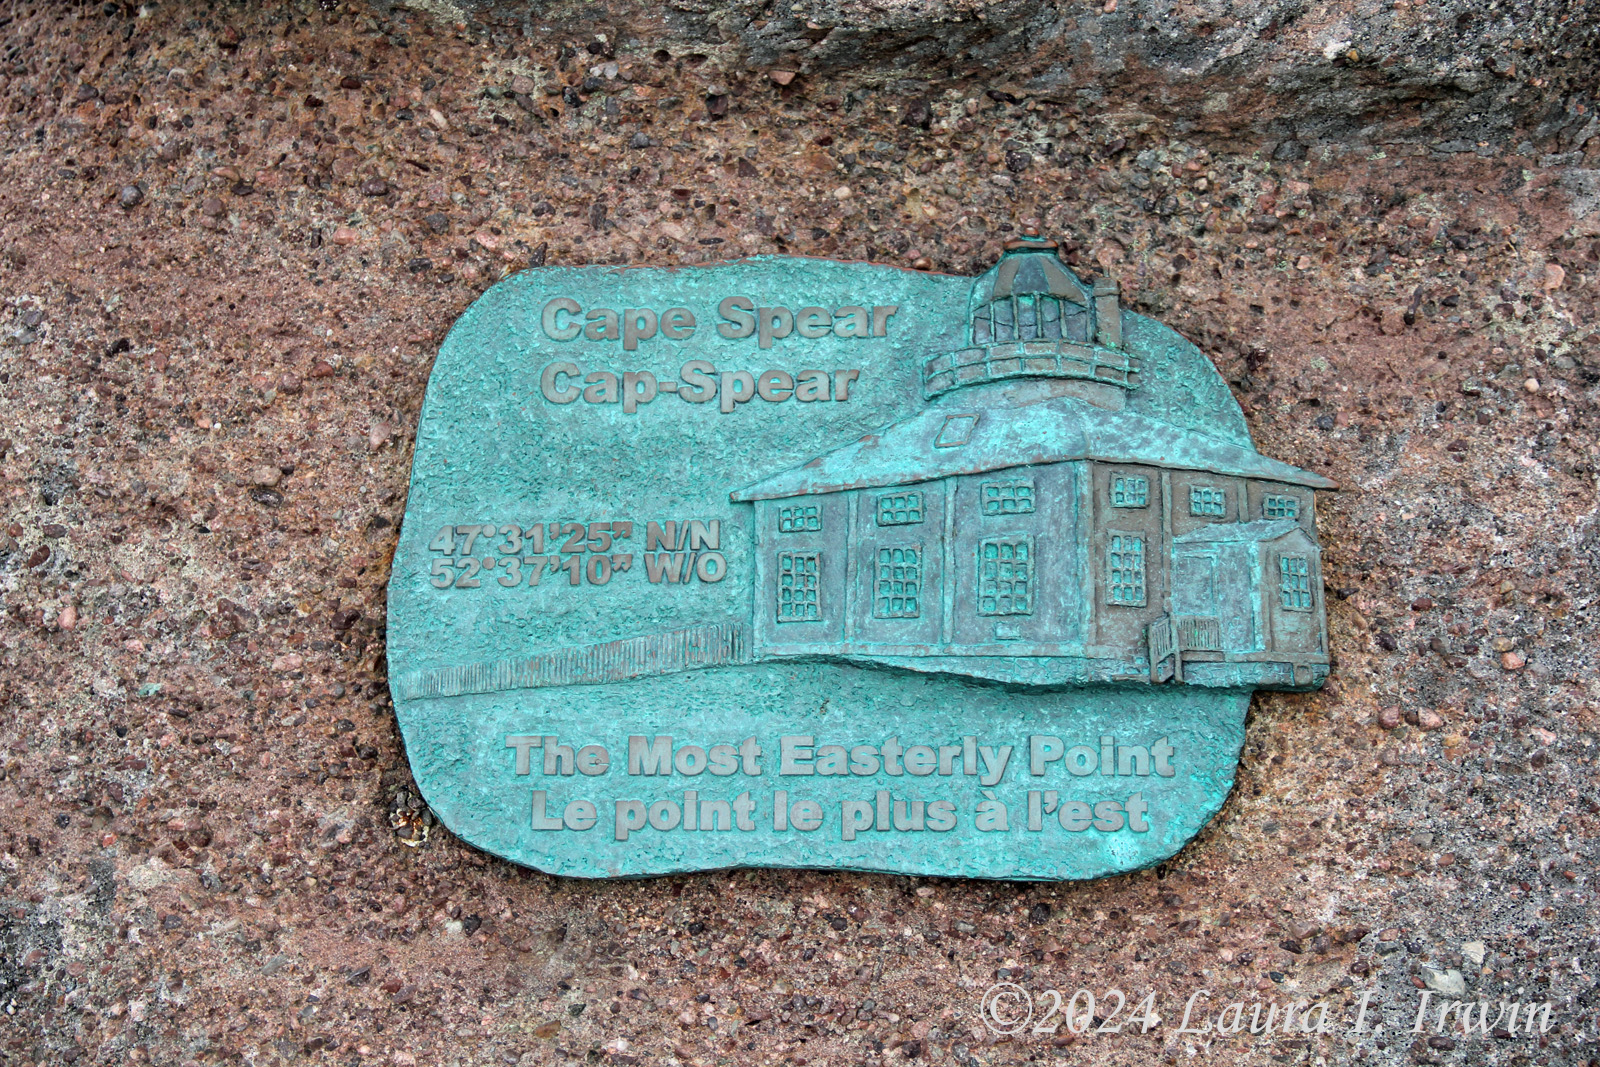 Cape Spear
Cap-Spear
47°31'25" N/N
52°37'10" W/O
The Most Easterly Point
Le point le plus à l'est
©2024 Laura I. Irwin